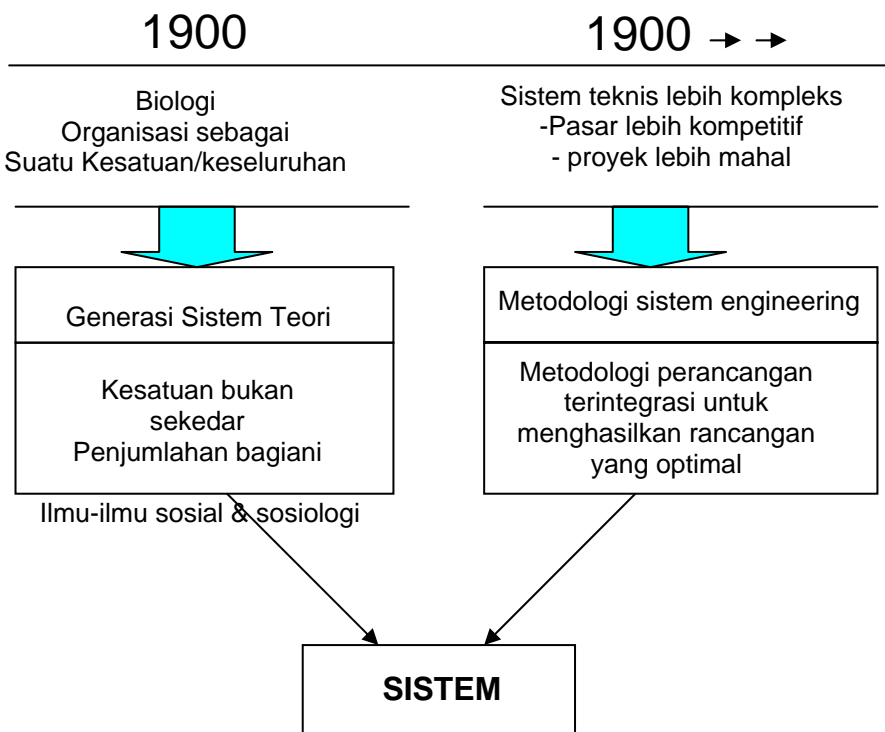 1900
Biologi
Organisasi sebagai
Suatu Kesatuan/keseluruhan
Generasi Sistem Teori
Kesatuan bukan
sekedar
Penjumlahan bagiani
Ilmu-ilmu sosial & sosiologi
1900
Sistem teknis lebih kompleks
-Pasar lebih kompetitif
- proyek lebih mahal
Metodologi sistem engineering
Metodologi perancangan
terintegrasi untuk
menghasilkan rancangan
yang optimal
SISTEM